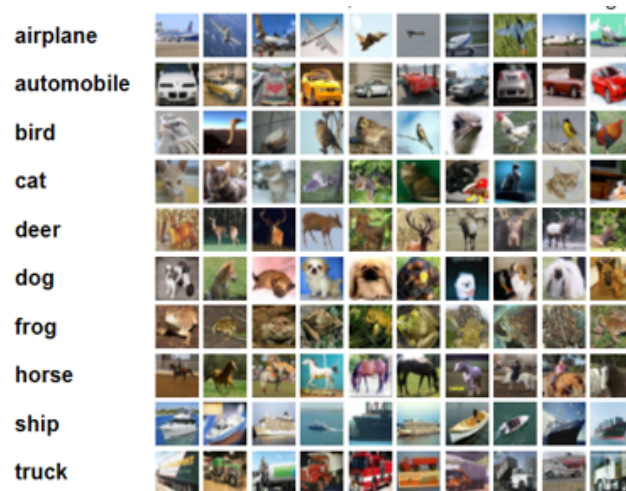 airplane
automobile
bird
cat
deer
dog
frog
horse
ship
truck